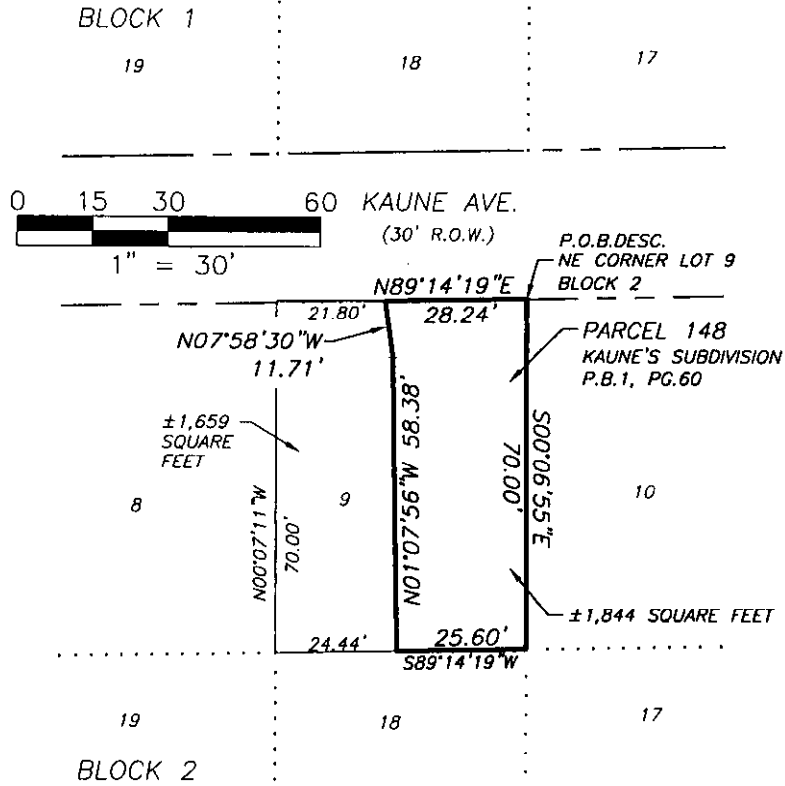 BLOCK 1
19
18
17
0 15 30 60
1" = 30'
KAUNE AVE.
(30' R.O.W.)
P.O.B.DESC.
NE CORNER LOT 9
BLOCK 2
N89°14'19"E
21.80'
28.24'
N07°58'30"W
11.71'
PARCEL 148
KAUNE'S SUBDIVISION
P.B.1, PG.60
±1,659
SQUARE
FEET
8
9
10
N00°07'11"W
70.00'
N01°07'56"W 58.38'
S00°06'55"E
70.00'
±1,844 SQUARE FEET
24.44'
25.60'
S89°14'19"W
19
18
17
BLOCK 2